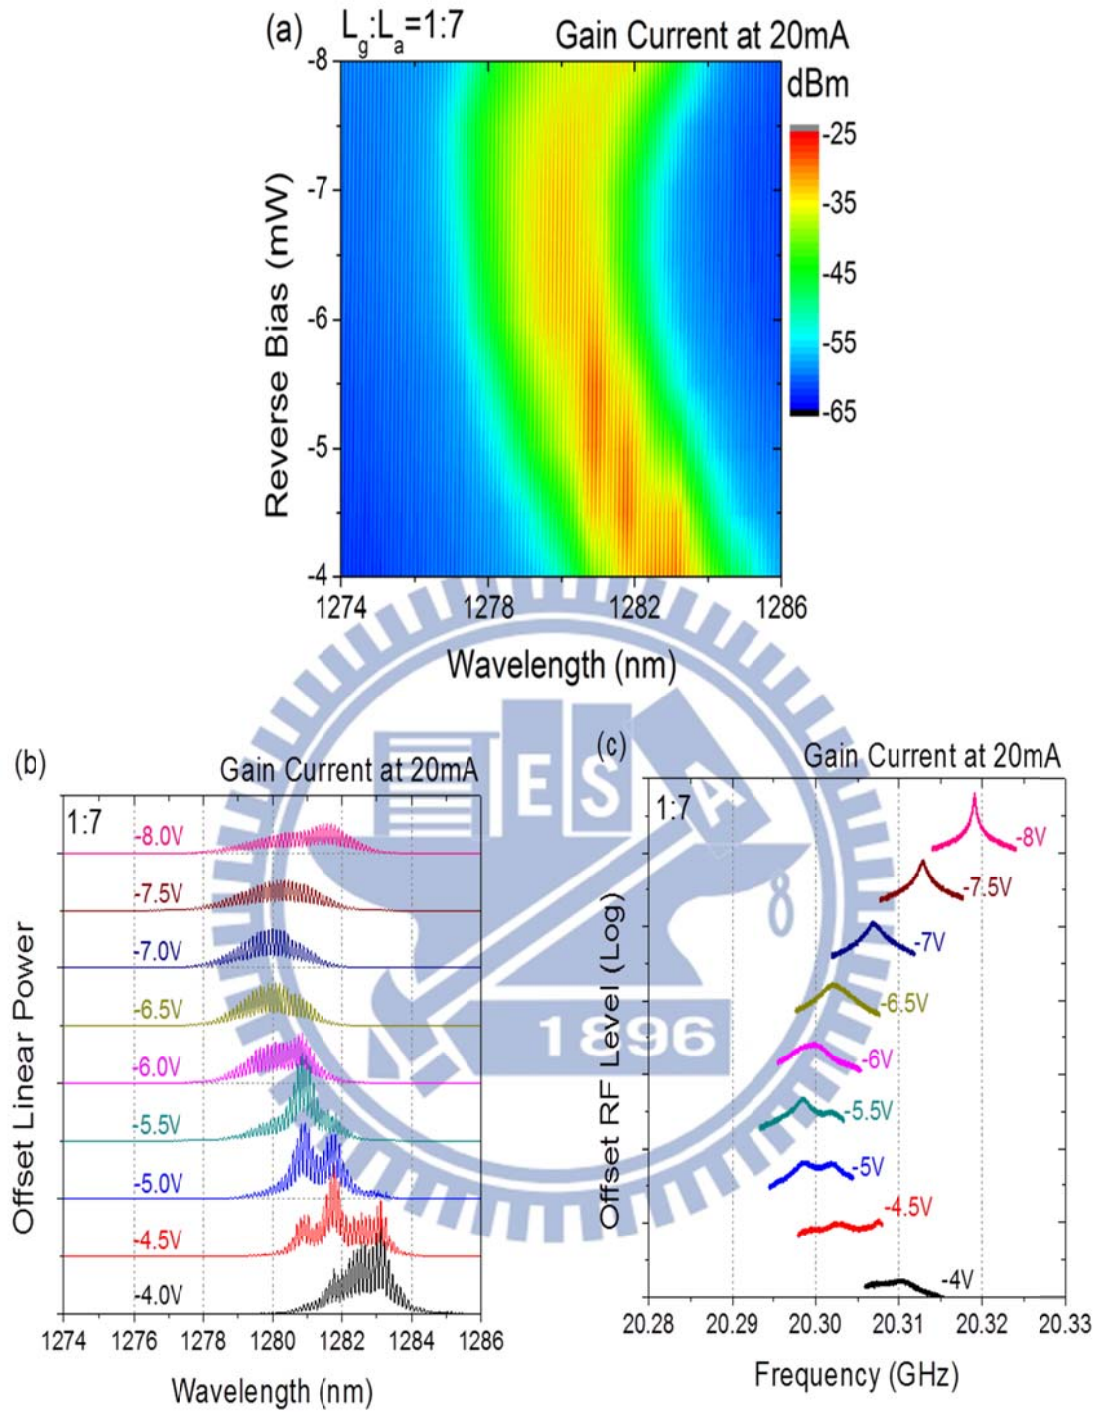 (a) L_g:L_a=1:7 Gain Current at 20mA
dBm
-8
-7
-6
-5
-4
Reverse Bias (mW)
-25
-35
-45
-55
-65
1274 1278 1282 1286
Wavelength (nm)
ES A
8
1896
(b) Gain Current at 20mA
1:7
-8.0V
-7.5V
-7.0V
-6.5V
-6.0V
-5.5V
-5.0V
-4.5V
-4.0V
Offset Linear Power
1274 1276 1278 1280 1282 1284 1286
Wavelength (nm)
(c) Gain Current at 20mA
1:7
-8V
-7.5V
-7V
-6.5V
-6V
-5.5V
-5V
-4.5V
-4V
Offset RF Level (Log)
20.28 20.29 20.30 20.31 20.32 20.33
Frequency (GHz)